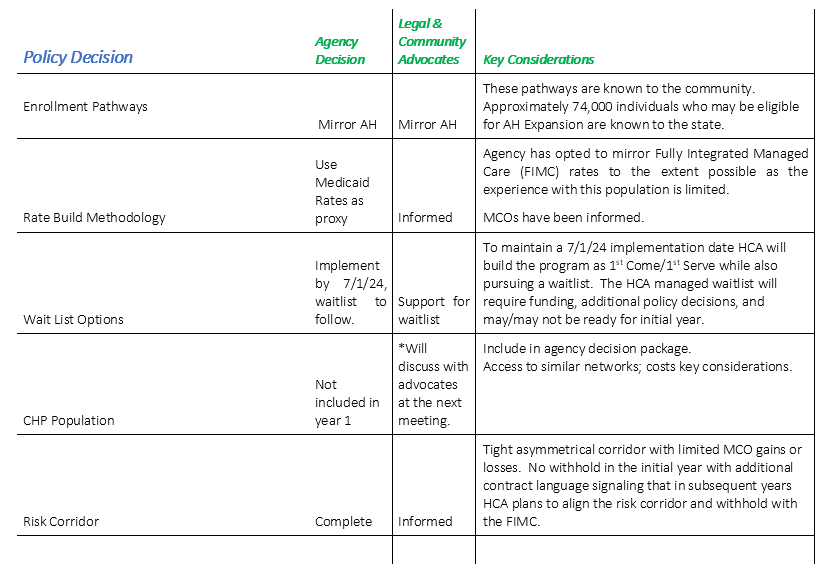 Policy Decision
Agency
Decision
Legal &
Community
Advocates
Key Considerations
Enrollment Pathways
Mirror AH
Mirror AH
These pathways are known to the community.
Approximately 74,000 individuals who may be eligible
for AH Expansion are known to the state.
Rate Build Methodology
Use
Medicaid
Rates as
proxy
Informed
Agency has opted to mirror Fully Integrated Managed
Care (FIMC) rates to the extent possible as the
experience with this population is limited.
MCOs have been informed.
Wait List Options
Implement
by 7/1/24,
waitlist to
follow.
Support for
waitlist
To maintain a 7/1/24 implementation date HCA will
build the program as 1st Come/1st Serve while also
pursuing a waitlist. The HCA managed waitlist will
require funding, additional policy decisions, and
may/may not be ready for initial year.
CHP Population
Not
included in
year 1
*Will
discuss with
advocates
at the next
meeting.
Include in agency decision package.
Access to similar networks; costs key considerations.
Risk Corridor
Complete
Informed
Tight asymmetrical corridor with limited MCO gains or
losses. No withhold in the initial year with additional
contract language signaling that in subsequent years
HCA plans to align the risk corridor and withhold with
the FIMC.